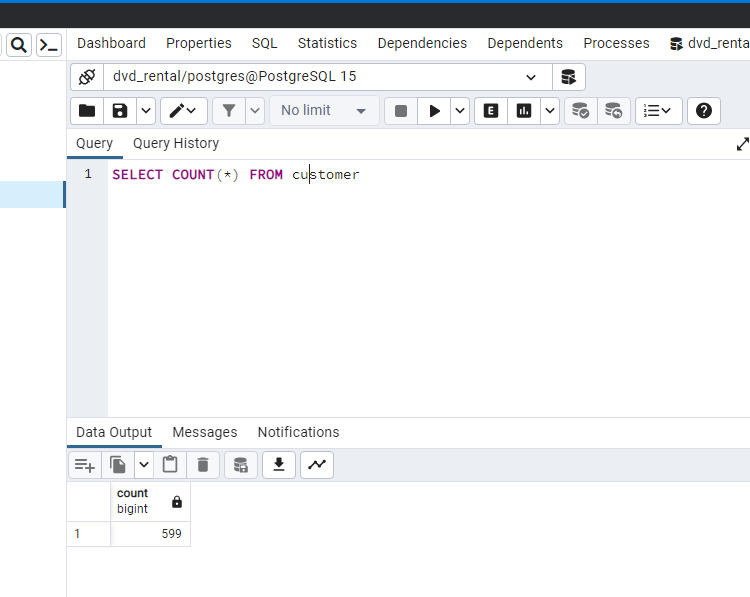 Dashboard Properties SQL Statistics Dependencies Dependents Processes dvd_renta
dvd_rental/postgres@PostgreSQL 15
No limit E
Query Query History
1 SELECT COUNT(*) FROM customer
Data Output Messages Notifications
count
bigint
1 599